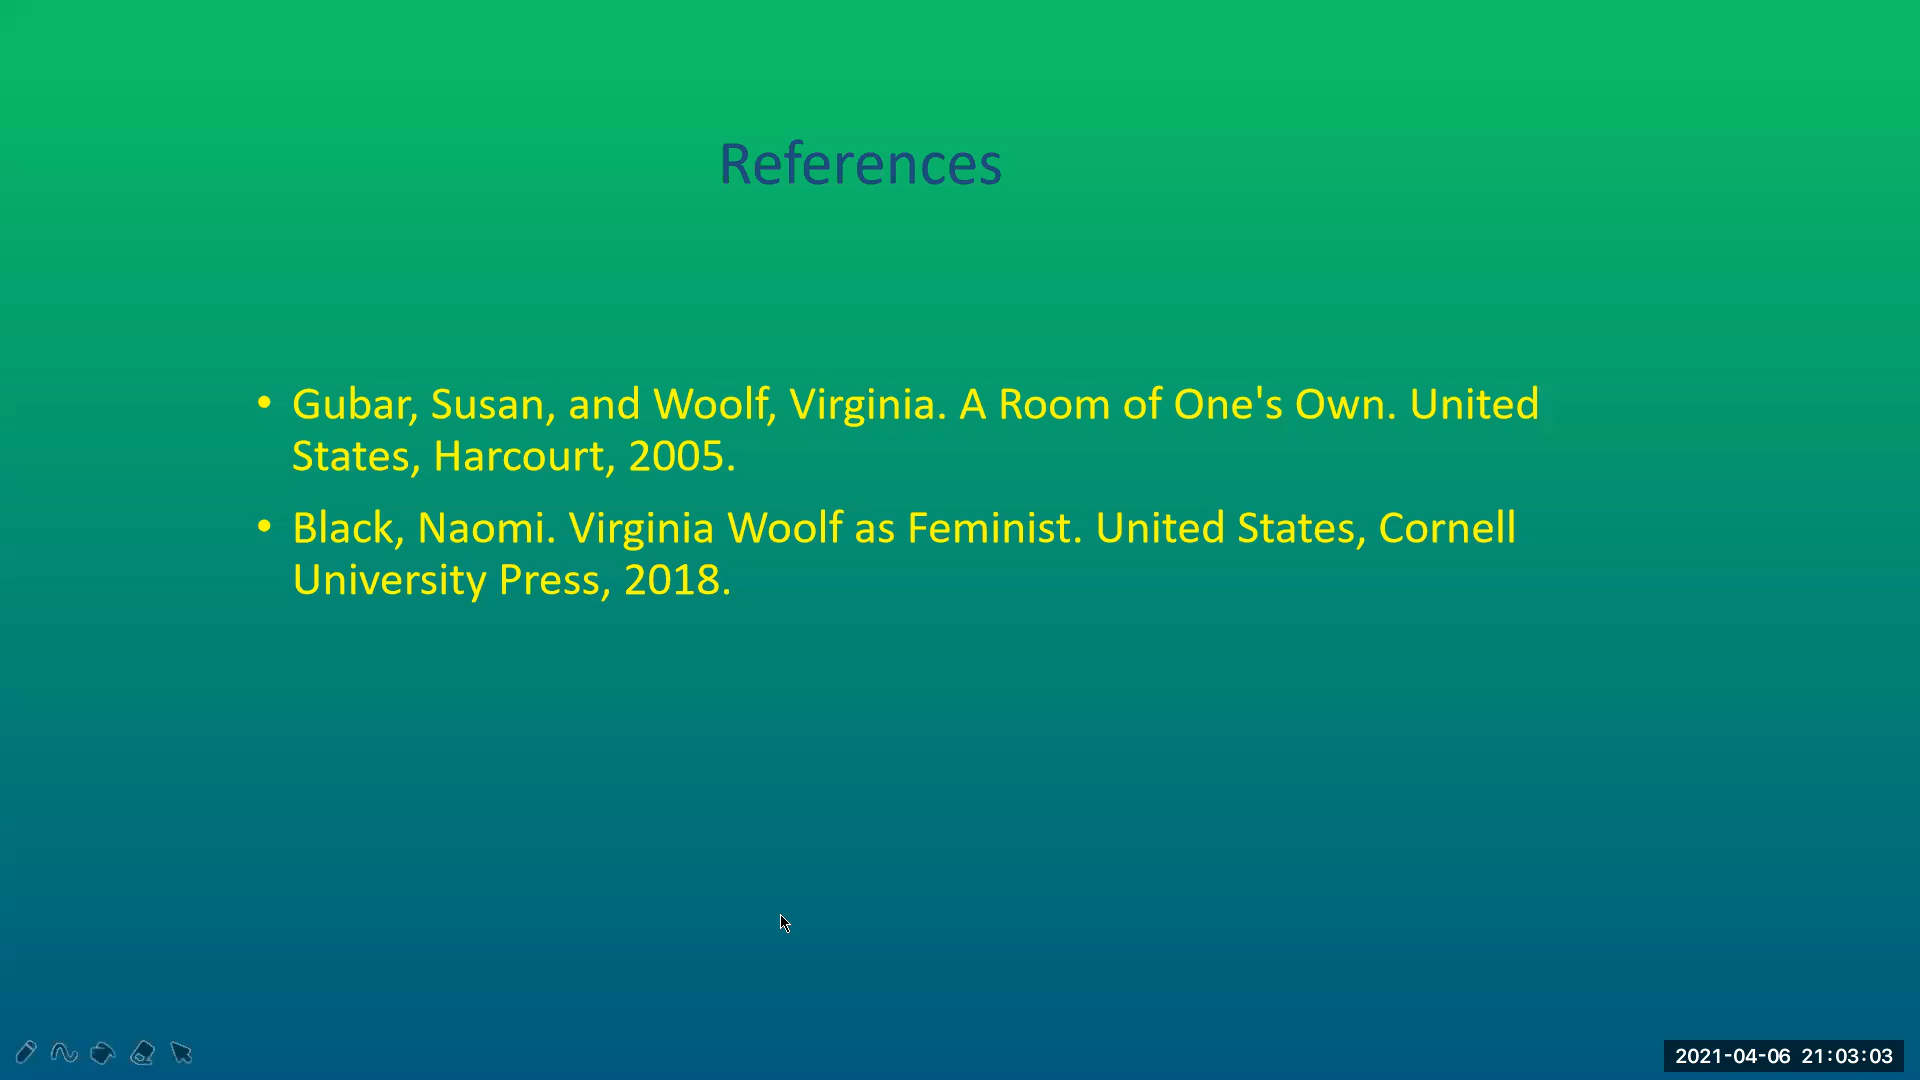 References
• Gubar, Susan, and Woolf, Virginia. A Room of One's Own. United
States, Harcourt, 2005.
• Black, Naomi. Virginia Woolf as Feminist. United States, Cornell
University Press, 2018.
2021-04-06 21:03:03